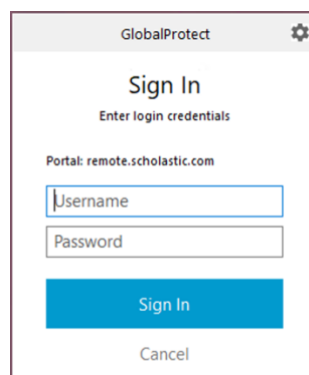 GlobalProtect
Sign In
Enter login credentials
Portal: remote.scholastic.com
Username
Password
Sign In
Cancel